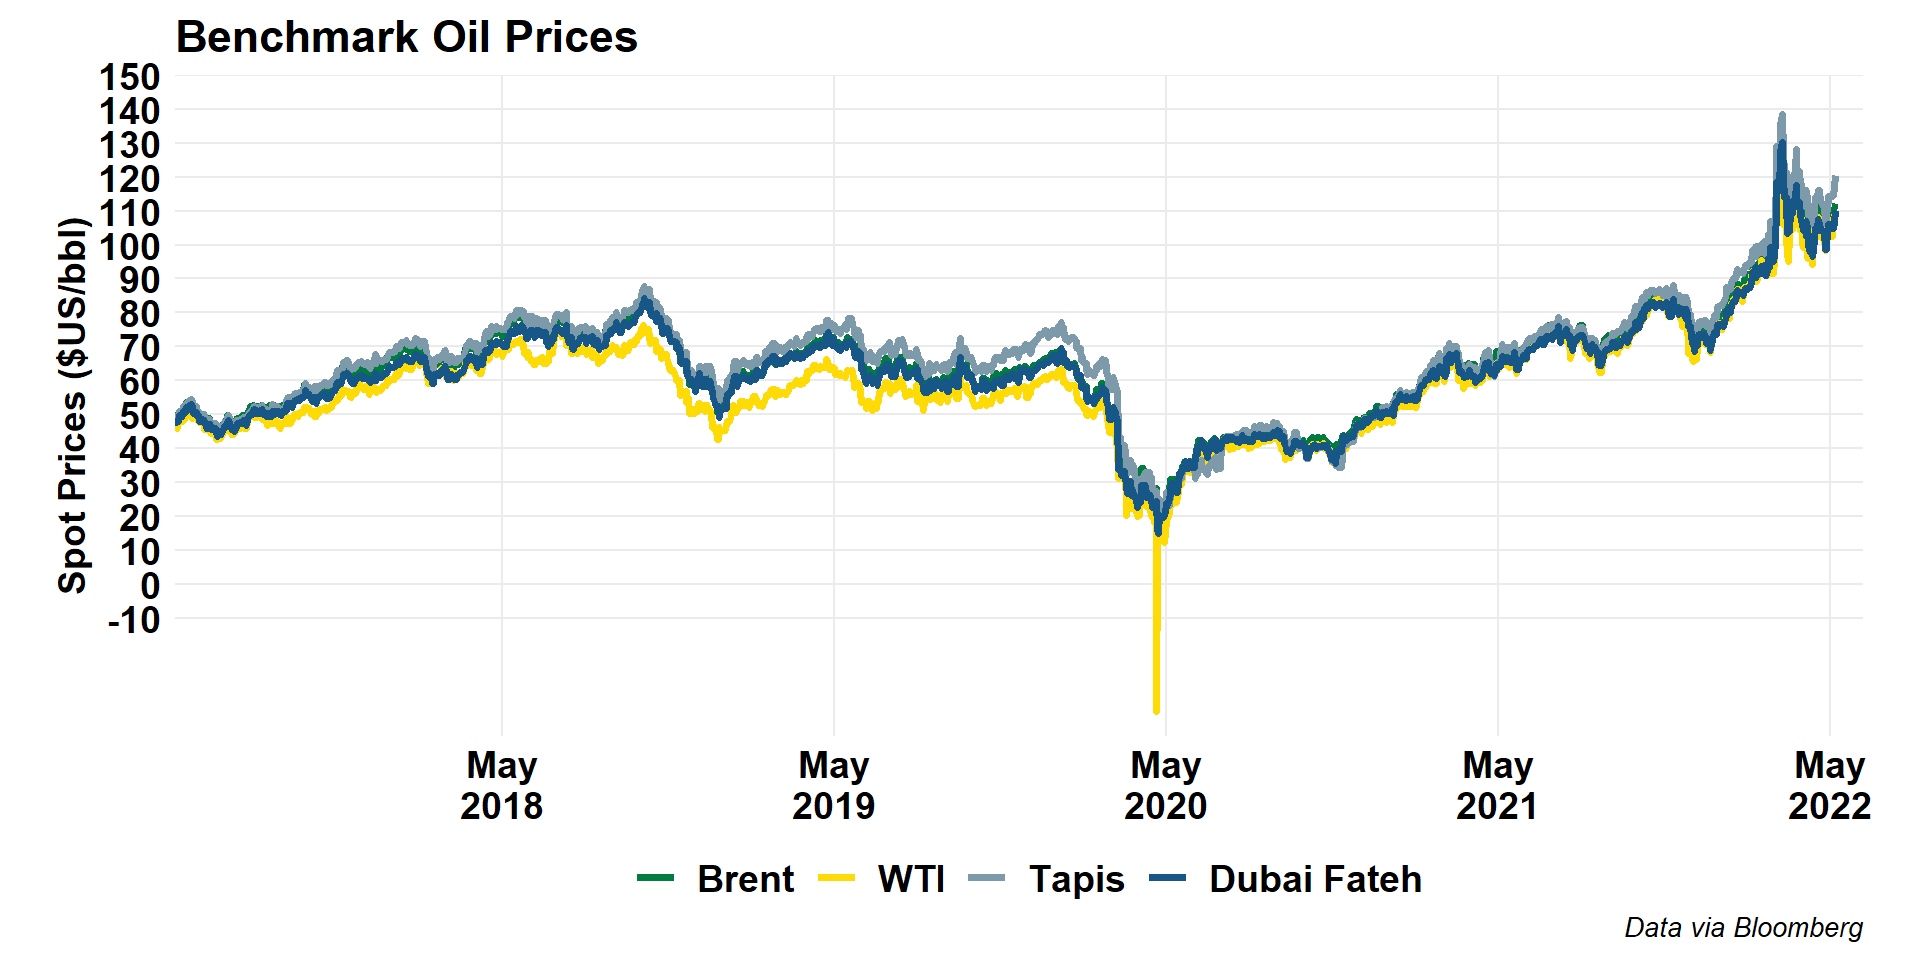 Benchmark Oil Prices
Spot Prices ($US/bbl)
150
140
130
120
110
100
90
80
70
60
50
40
30
20
10
0
-10
May 2018
May 2019
May 2020
May 2021
May 2022
Brent WTI Tapis Dubai Fateh
Data via Bloomberg